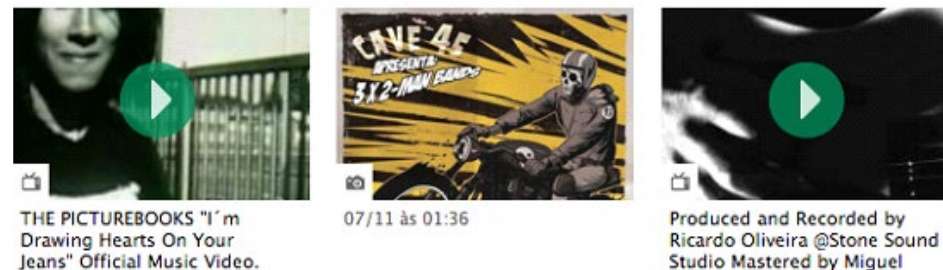 CAVE 45
APRESENTA:
3 X 2-MAN BANDS
THE PICTUREBOOKS "I´m
Drawing Hearts On Your
Jeans" Official Music Video.
07/11 às 01:36
Produced and Recorded by
Ricardo Oliveira @Stone Sound
Studio Mastered by Miguel